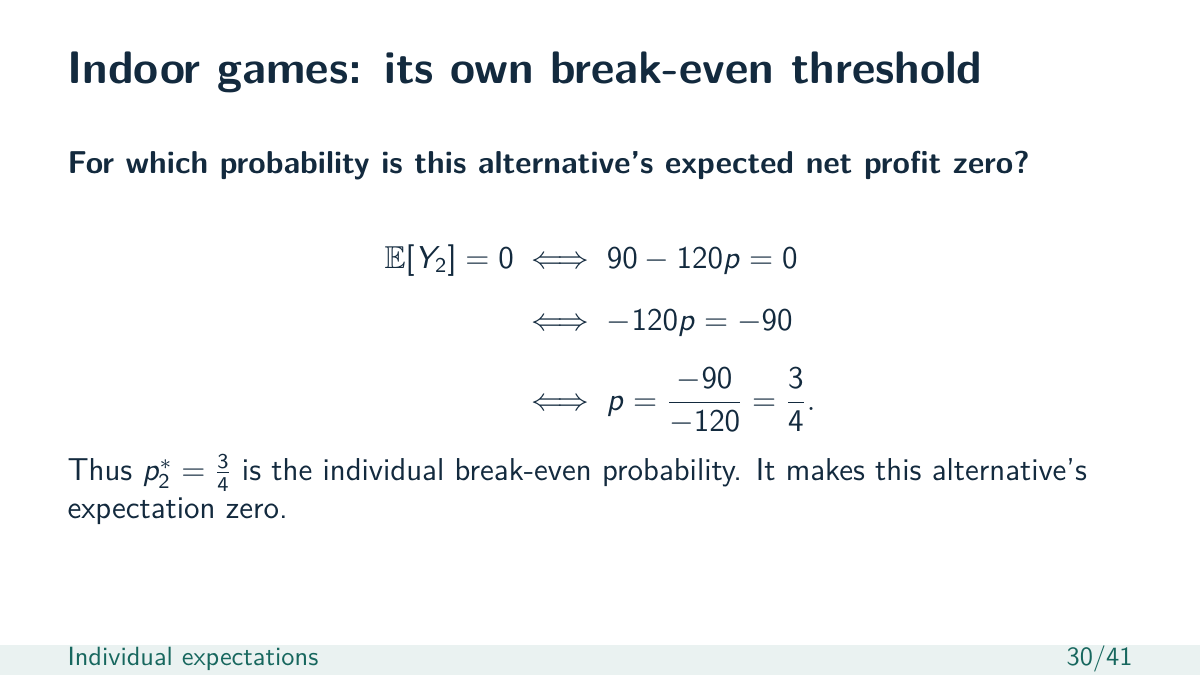 Indoor games: its own break-even threshold
For which probability is this alternative's expected net profit zero?
𝔼[Y₂] = 0 ⟺ 90 − 120p = 0
⟺ −120p = −90
⟺ p = −90/−120 = 3/4.
Thus p₂* = 3/4 is the individual break-even probability. It makes this alternative's
expectation zero.
Individual expectations 30/41